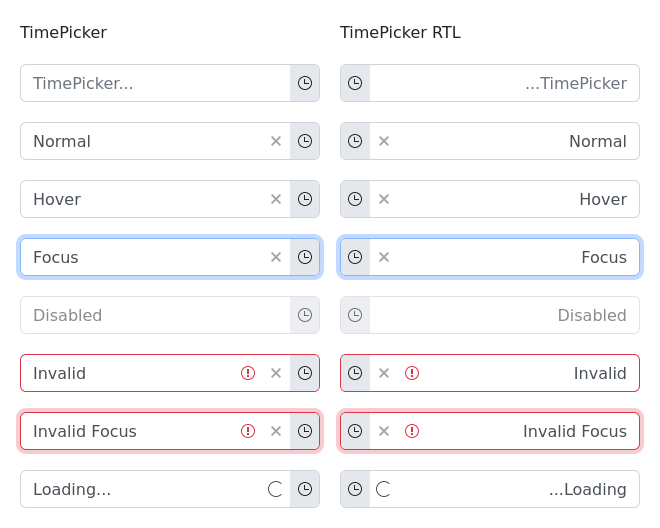 TimePicker
TimePicker RTL
TimePicker...
...TimePicker
Normal
Normal
Hover
Hover
Focus
Focus
Disabled
Disabled
Invalid
Invalid
Invalid Focus
Invalid Focus
Loading...
...Loading